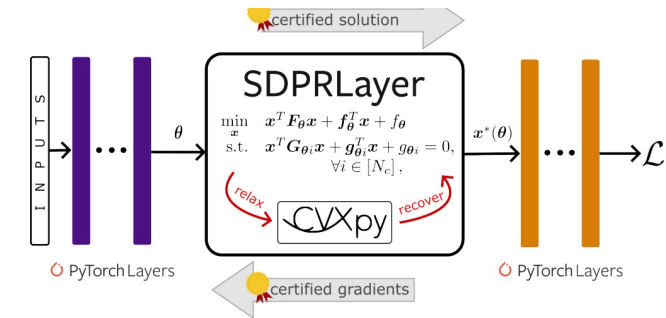 certified solution
INPUTS
θ
SDPRLayer
min x  x^T F_θ x + f_θ^T x + f_θ
s.t.  x^T G_θi x + g_θi^T x + g_θi = 0,
∀i ∈ [N_c],
relax
CVXpy
recover
x*(θ)
ℒ
PyTorch Layers
PyTorch Layers
certified gradients